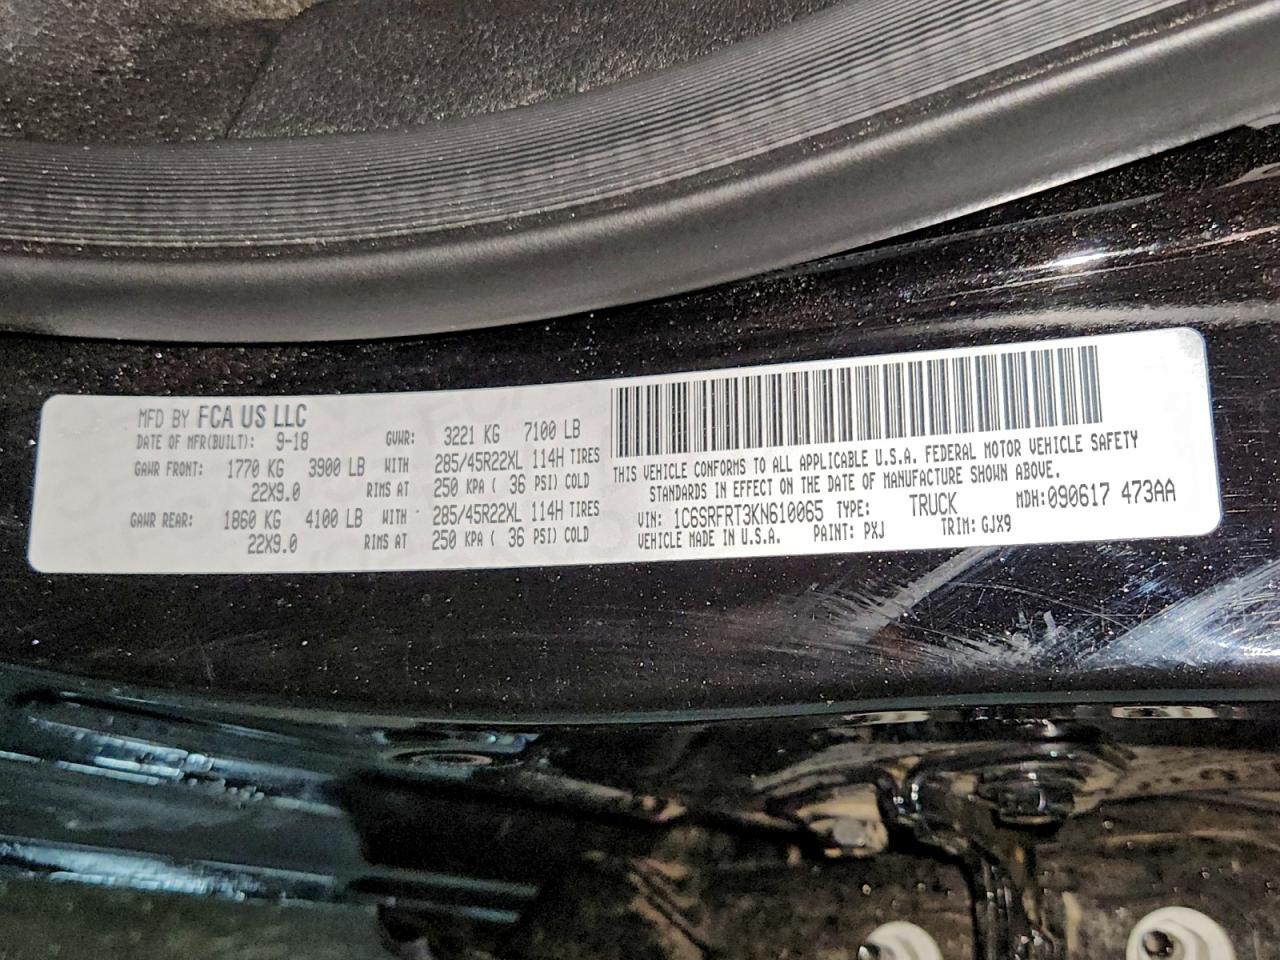 MFD BY FCA US LLC
DATE OF MFR(BUILT): 9-18 GVWR: 3221 KG 7100 LB
GAWR FRONT: 1770 KG 3900 LB WITH 285/45R22XL 114H TIRES
22X9.0 RIMS AT 250 KPA ( 36 PSI) COLD
GAWR REAR: 1860 KG 4100 LB WITH 285/45R22XL 114H TIRES
22X9.0 RIMS AT 250 KPA ( 36 PSI) COLD
THIS VEHICLE CONFORMS TO ALL APPLICABLE U.S.A. FEDERAL MOTOR VEHICLE SAFETY
STANDARDS IN EFFECT ON THE DATE OF MANUFACTURE SHOWN ABOVE.
VIN: 1C6SRFRT3KN610065 TYPE: TRUCK MDH:090617 473AA
VEHICLE MADE IN U.S.A. PAINT: PXJ TRIM: GJX9